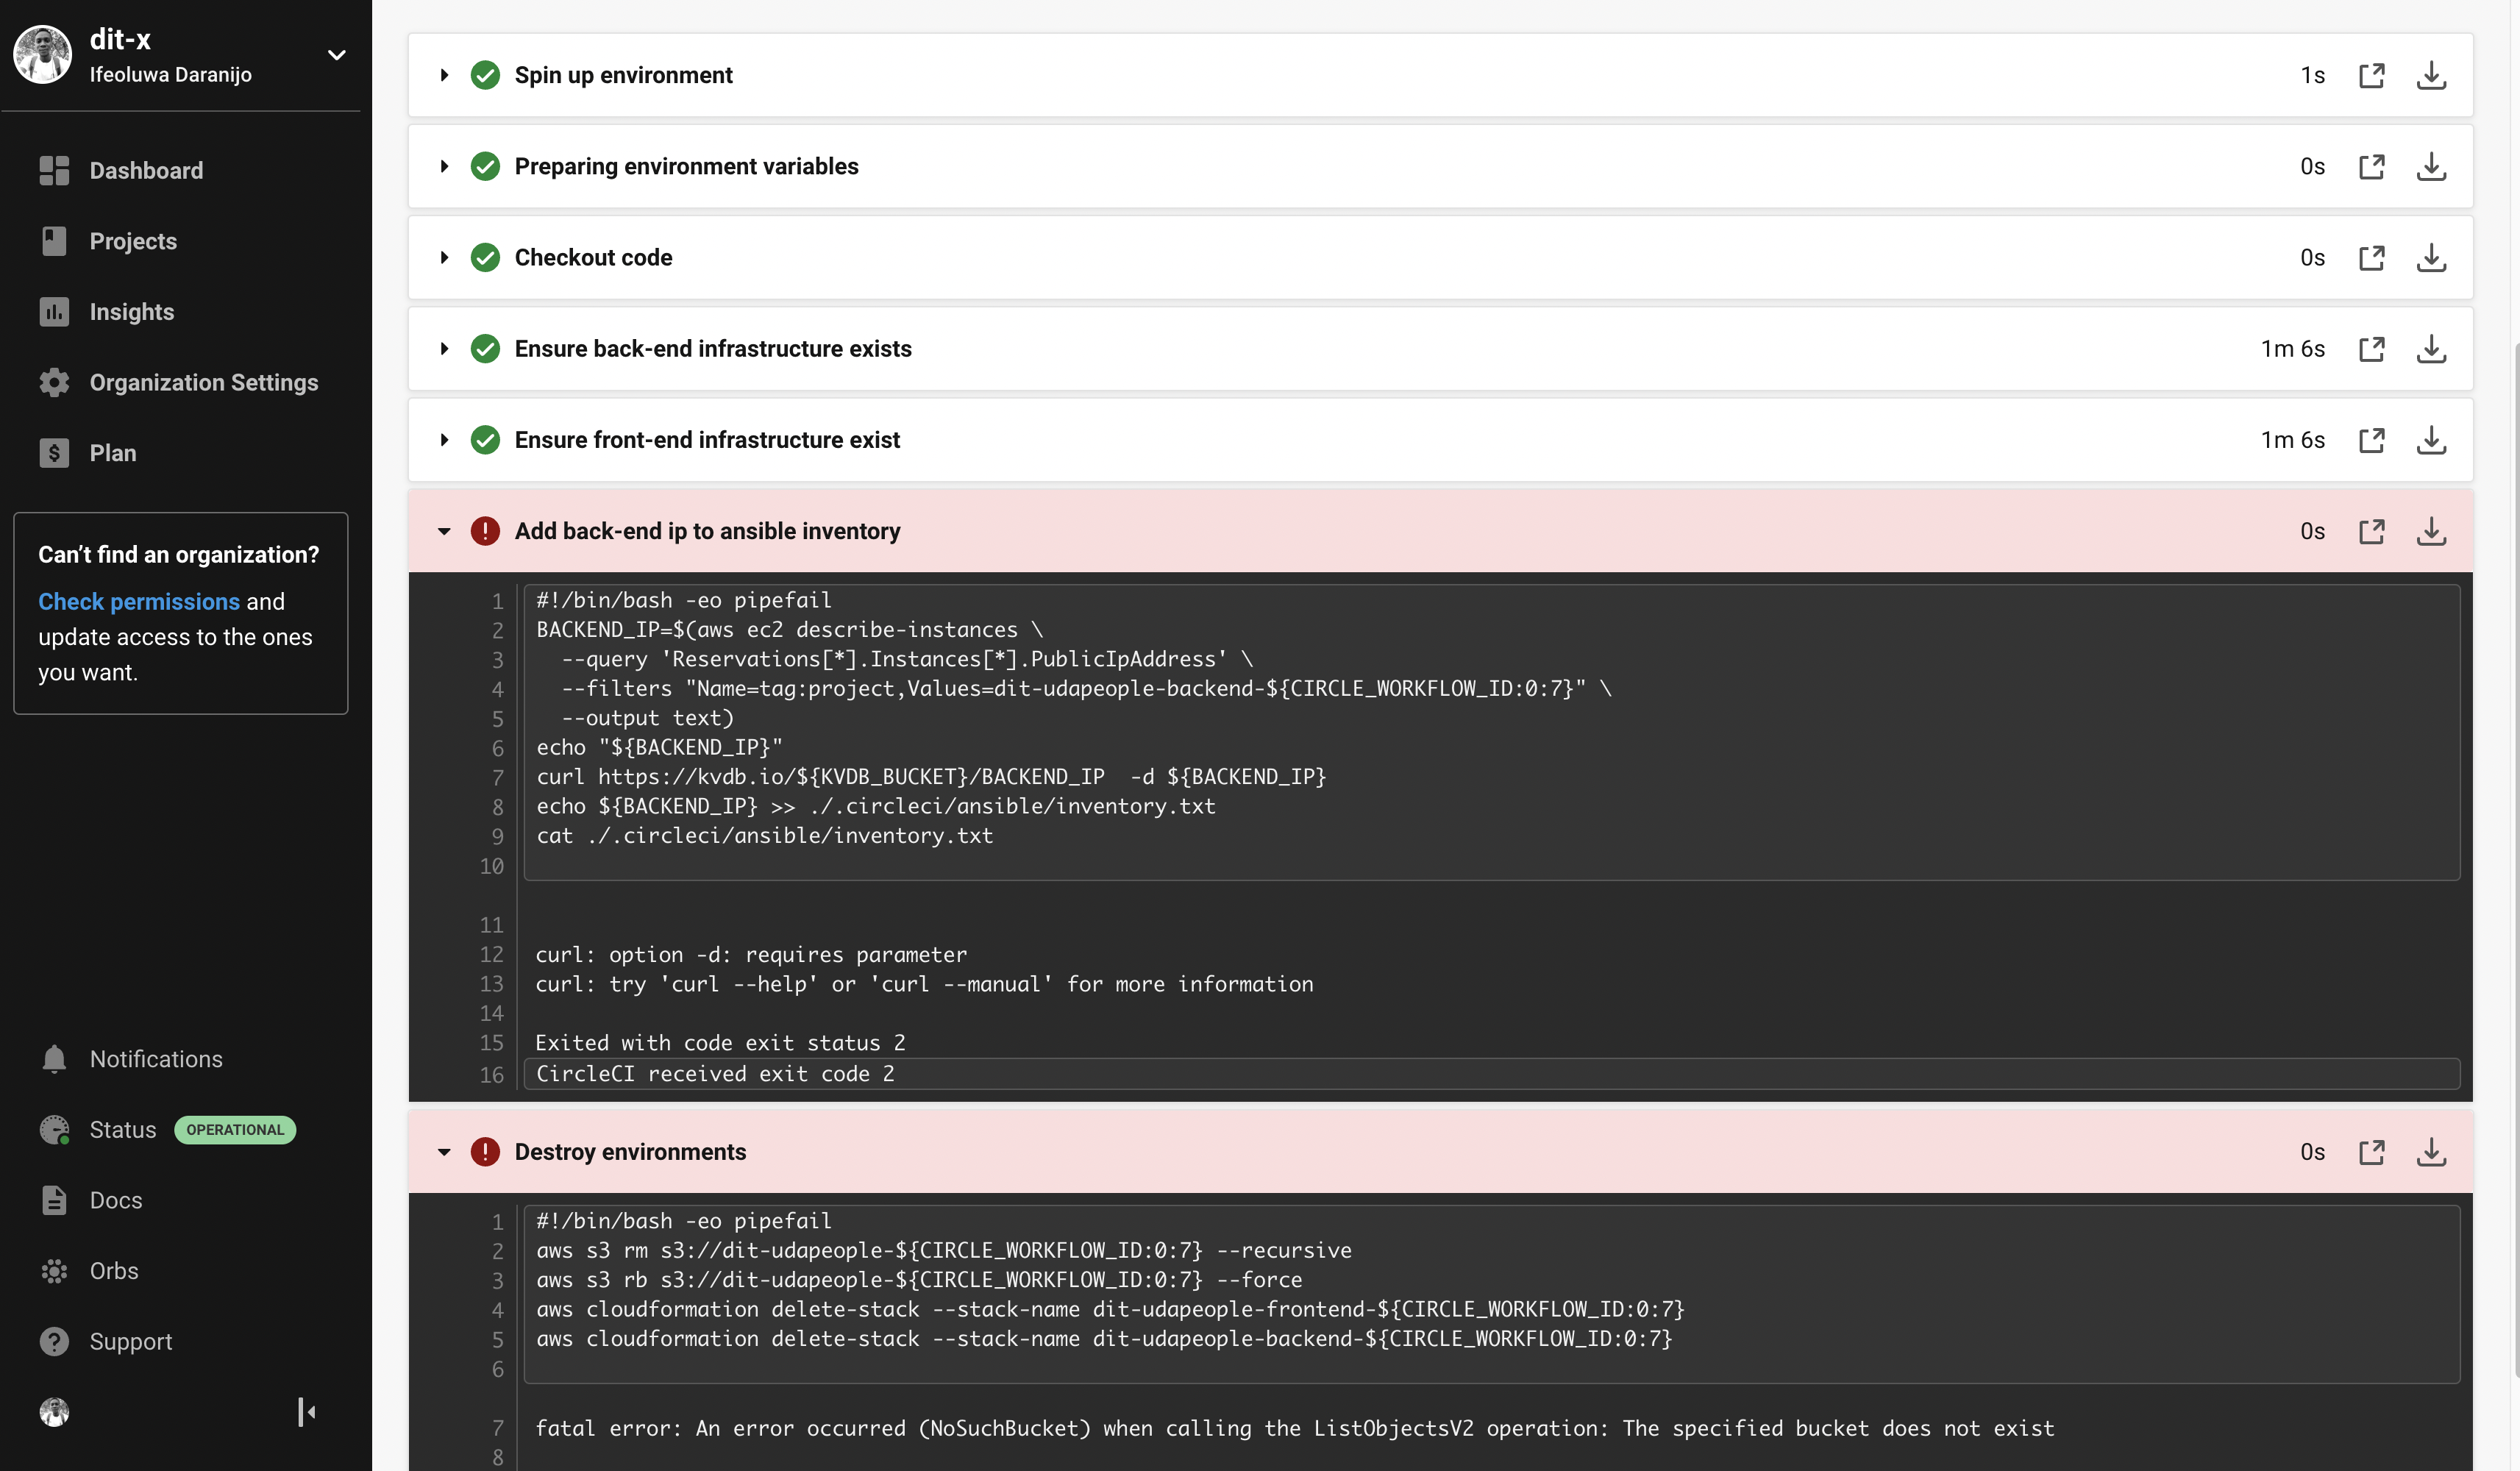 dit-x
Ifeoluwa Daranijo
Dashboard
Projects
Insights
Organization Settings
Plan
Can't find an organization?
Check permissions and
update access to the ones
you want.
Notifications
Status OPERATIONAL
Docs
Orbs
Support
Spin up environment 1s
Preparing environment variables 0s
Checkout code 0s
Ensure back-end infrastructure exists 1m 6s
Ensure front-end infrastructure exist 1m 6s
Add back-end ip to ansible inventory 0s
1 #!/bin/bash -eo pipefail
2 BACKEND_IP=$(aws ec2 describe-instances \
3 --query 'Reservations[*].Instances[*].PublicIpAddress' \
4 --filters "Name=tag:project,Values=dit-udapeople-backend-${CIRCLE_WORKFLOW_ID:0:7}" \
5 --output text)
6 echo "${BACKEND_IP}"
7 curl https://kvdb.io/${KVDB_BUCKET}/BACKEND_IP  -d ${BACKEND_IP}
8 echo ${BACKEND_IP} >> ./.circleci/ansible/inventory.txt
9 cat ./.circleci/ansible/inventory.txt
10
11
12 curl: option -d: requires parameter
13 curl: try 'curl --help' or 'curl --manual' for more information
14
15 Exited with code exit status 2
16 CircleCI received exit code 2
Destroy environments 0s
1 #!/bin/bash -eo pipefail
2 aws s3 rm s3://dit-udapeople-${CIRCLE_WORKFLOW_ID:0:7} --recursive
3 aws s3 rb s3://dit-udapeople-${CIRCLE_WORKFLOW_ID:0:7} --force
4 aws cloudformation delete-stack --stack-name dit-udapeople-frontend-${CIRCLE_WORKFLOW_ID:0:7}
5 aws cloudformation delete-stack --stack-name dit-udapeople-backend-${CIRCLE_WORKFLOW_ID:0:7}
6
7 fatal error: An error occurred (NoSuchBucket) when calling the ListObjectsV2 operation: The specified bucket does not exist
8